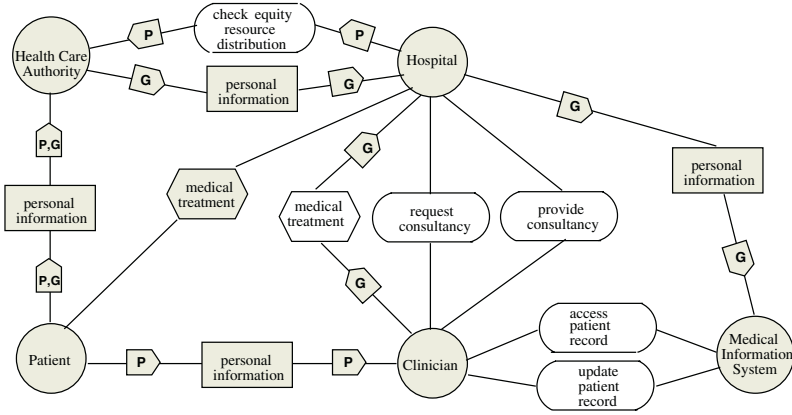 check equity
resource
distribution
P
P
Health Care
Authority
Hospital
G
personal
information
G
G
P,G
G
personal
information
medical
treatment
personal
information
medical
treatment
request
consultancy
provide
consultancy
G
P,G
G
access
patient
record
Patient
P
personal
information
P
Clinician
Medical
Information
System
update
patient
record